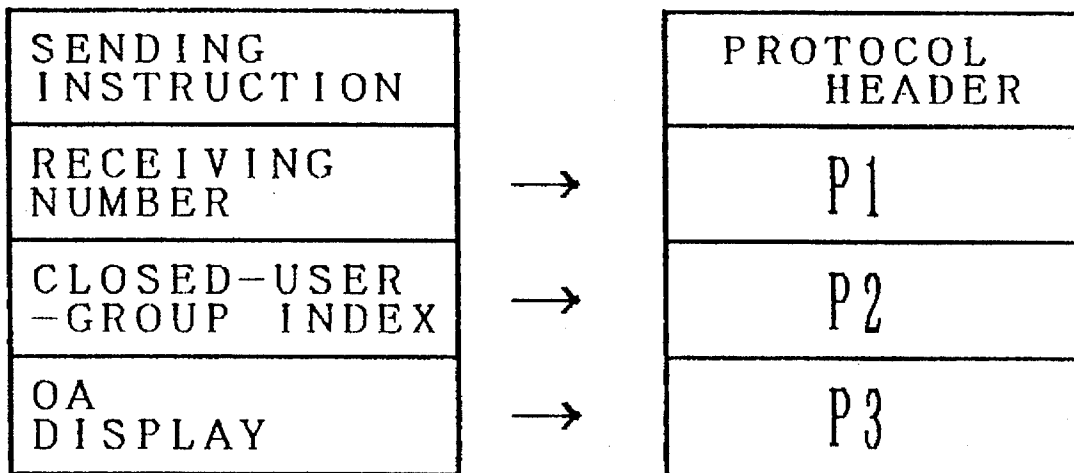 SENDING
INSTRUCTION
PROTOCOL
HEADER
RECEIVING
NUMBER
P1
CLOSED-USER
-GROUP INDEX
P2
OA
DISPLAY
P3